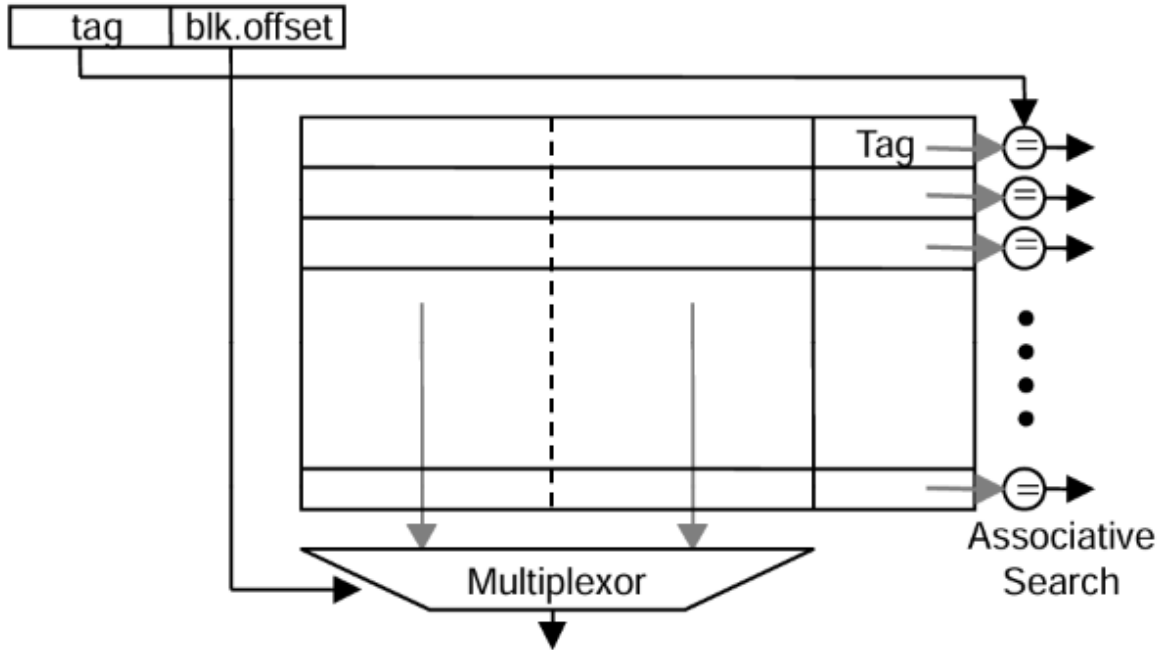 tag blk.offset
Tag =
=
=
=
Associative
Search
Multiplexor